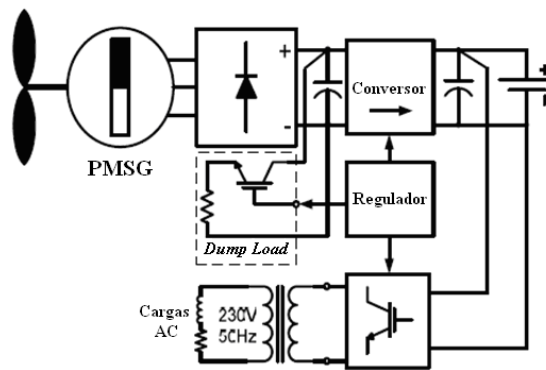 +
-
Conversor
+
PMSG
Regulador
Dump Load
Cargas
AC
230V
50Hz